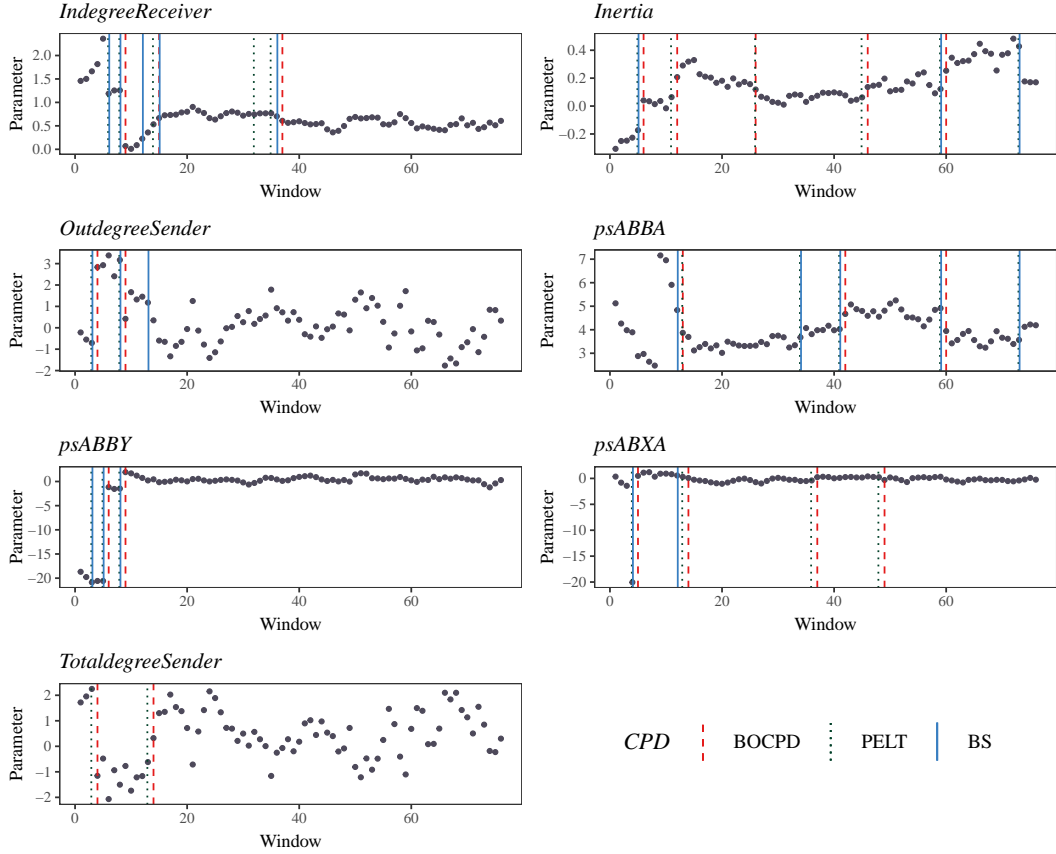 IndegreeReceiver
Parameter
2.0
1.5
1.0
0.5
0.0
0 20 40 60
Window
Inertia
Parameter
0.4
0.2
0.0
−0.2
0 20 40 60
Window
OutdegreeSender
Parameter
3
2
1
0
−1
−2
0 20 40 60
Window
psABBA
Parameter
7
6
5
4
3
0 20 40 60
Window
psABBY
Parameter
0
−5
−10
−15
−20
0 20 40 60
Window
psABXA
Parameter
0
−5
−10
−15
−20
0 20 40 60
Window
TotaldegreeSender
Parameter
2
1
0
−1
−2
0 20 40 60
Window
CPD BOCPD PELT BS